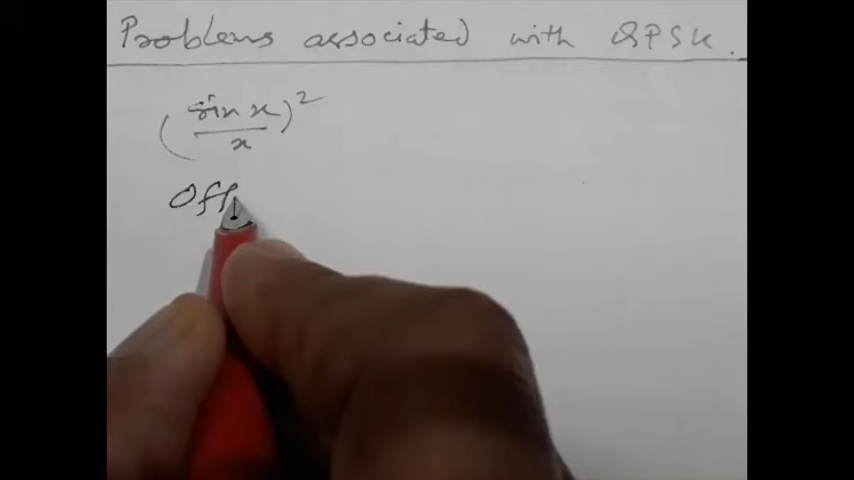 Problems associated with QPSK.
(sin x / x)²
Off